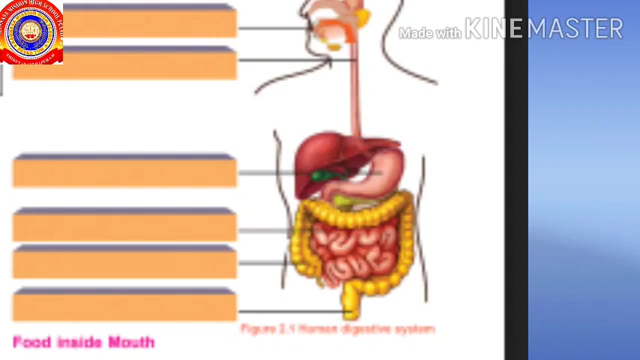 Made with KINEMASTER
Figure 2.1 Human digestive system
Food inside Mouth